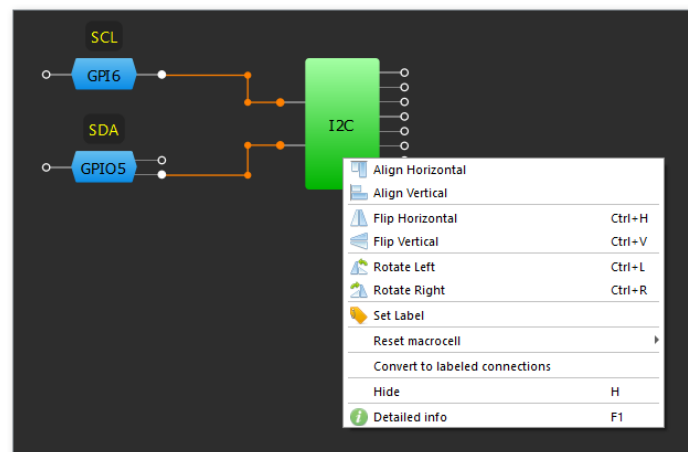 SCL
GPI6
SDA
GPIO5
I2C
Align Horizontal
Align Vertical
Flip Horizontal Ctrl+H
Flip Vertical Ctrl+V
Rotate Left Ctrl+L
Rotate Right Ctrl+R
Set Label
Reset macrocell
Convert to labeled connections
Hide H
Detailed info F1